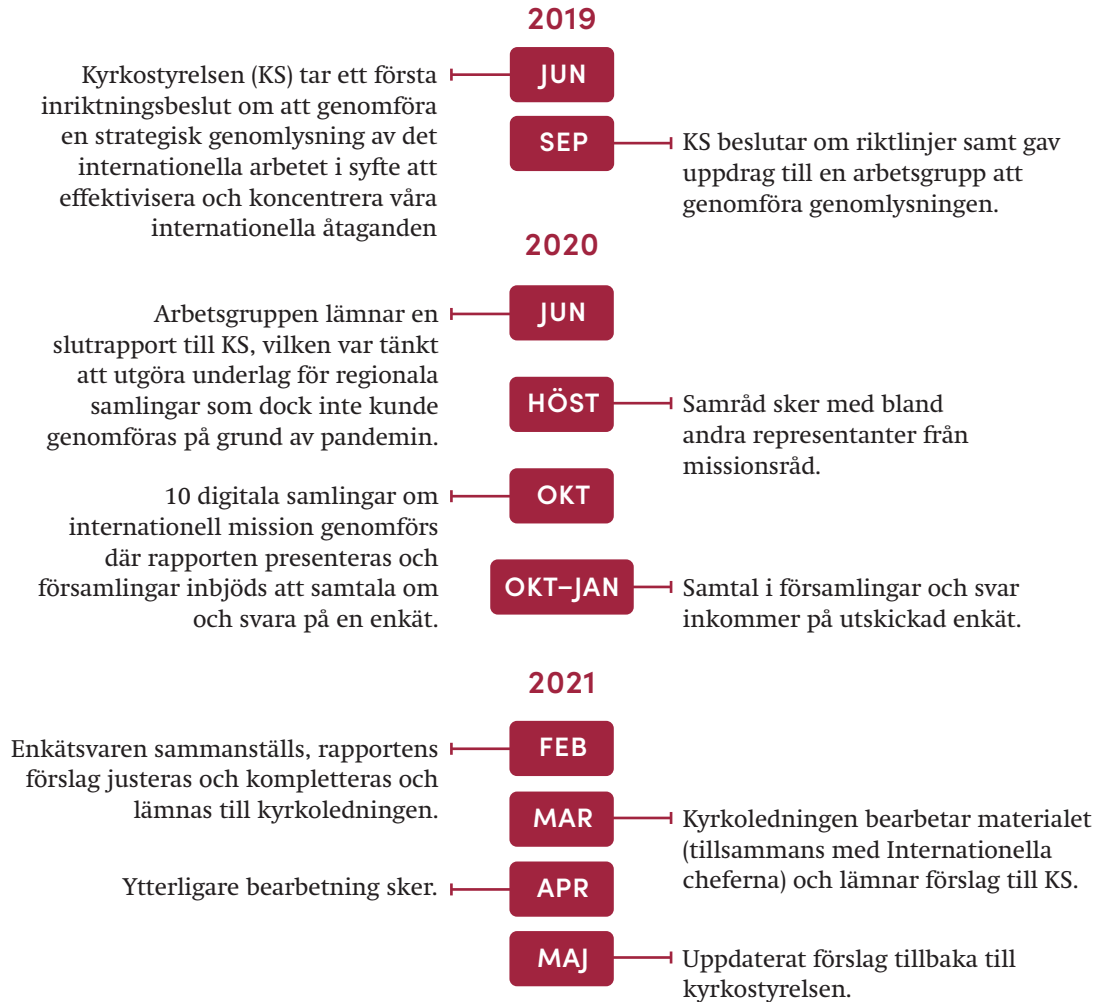 2019
JUN
Kyrkostyrelsen (KS) tar ett första
inriktningsbeslut om att genomföra
en strategisk genomlysning av det
internationella arbetet i syfte att
effektivisera och koncentrera våra
internationella åtaganden
SEP
KS beslutar om riktlinjer samt gav
uppdrag till en arbetsgrupp att
genomföra genomlysningen.
2020
JUN
Arbetsgruppen lämnar en
slutrapport till KS, vilken var tänkt
att utgöra underlag för regionala
samlingar som dock inte kunde
genomföras på grund av pandemin.
HÖST
Samråd sker med bland
andra representanter från
missionsråd.
OKT
10 digitala samlingar om
internationell mission genomförs
där rapporten presenteras och
församlingar inbjöds att samtala om
och svara på en enkät.
OKT–JAN
Samtal i församlingar och svar
inkommer på utskickad enkät.
2021
FEB
Enkätsvaren sammanställs, rapportens
förslag justeras och kompletteras och
lämnas till kyrkoledningen.
MAR
Kyrkoledningen bearbetar materialet
(tillsammans med Internationella
cheferna) och lämnar förslag till KS.
APR
Ytterligare bearbetning sker.
MAJ
Uppdaterat förslag tillbaka till
kyrkostyrelsen.